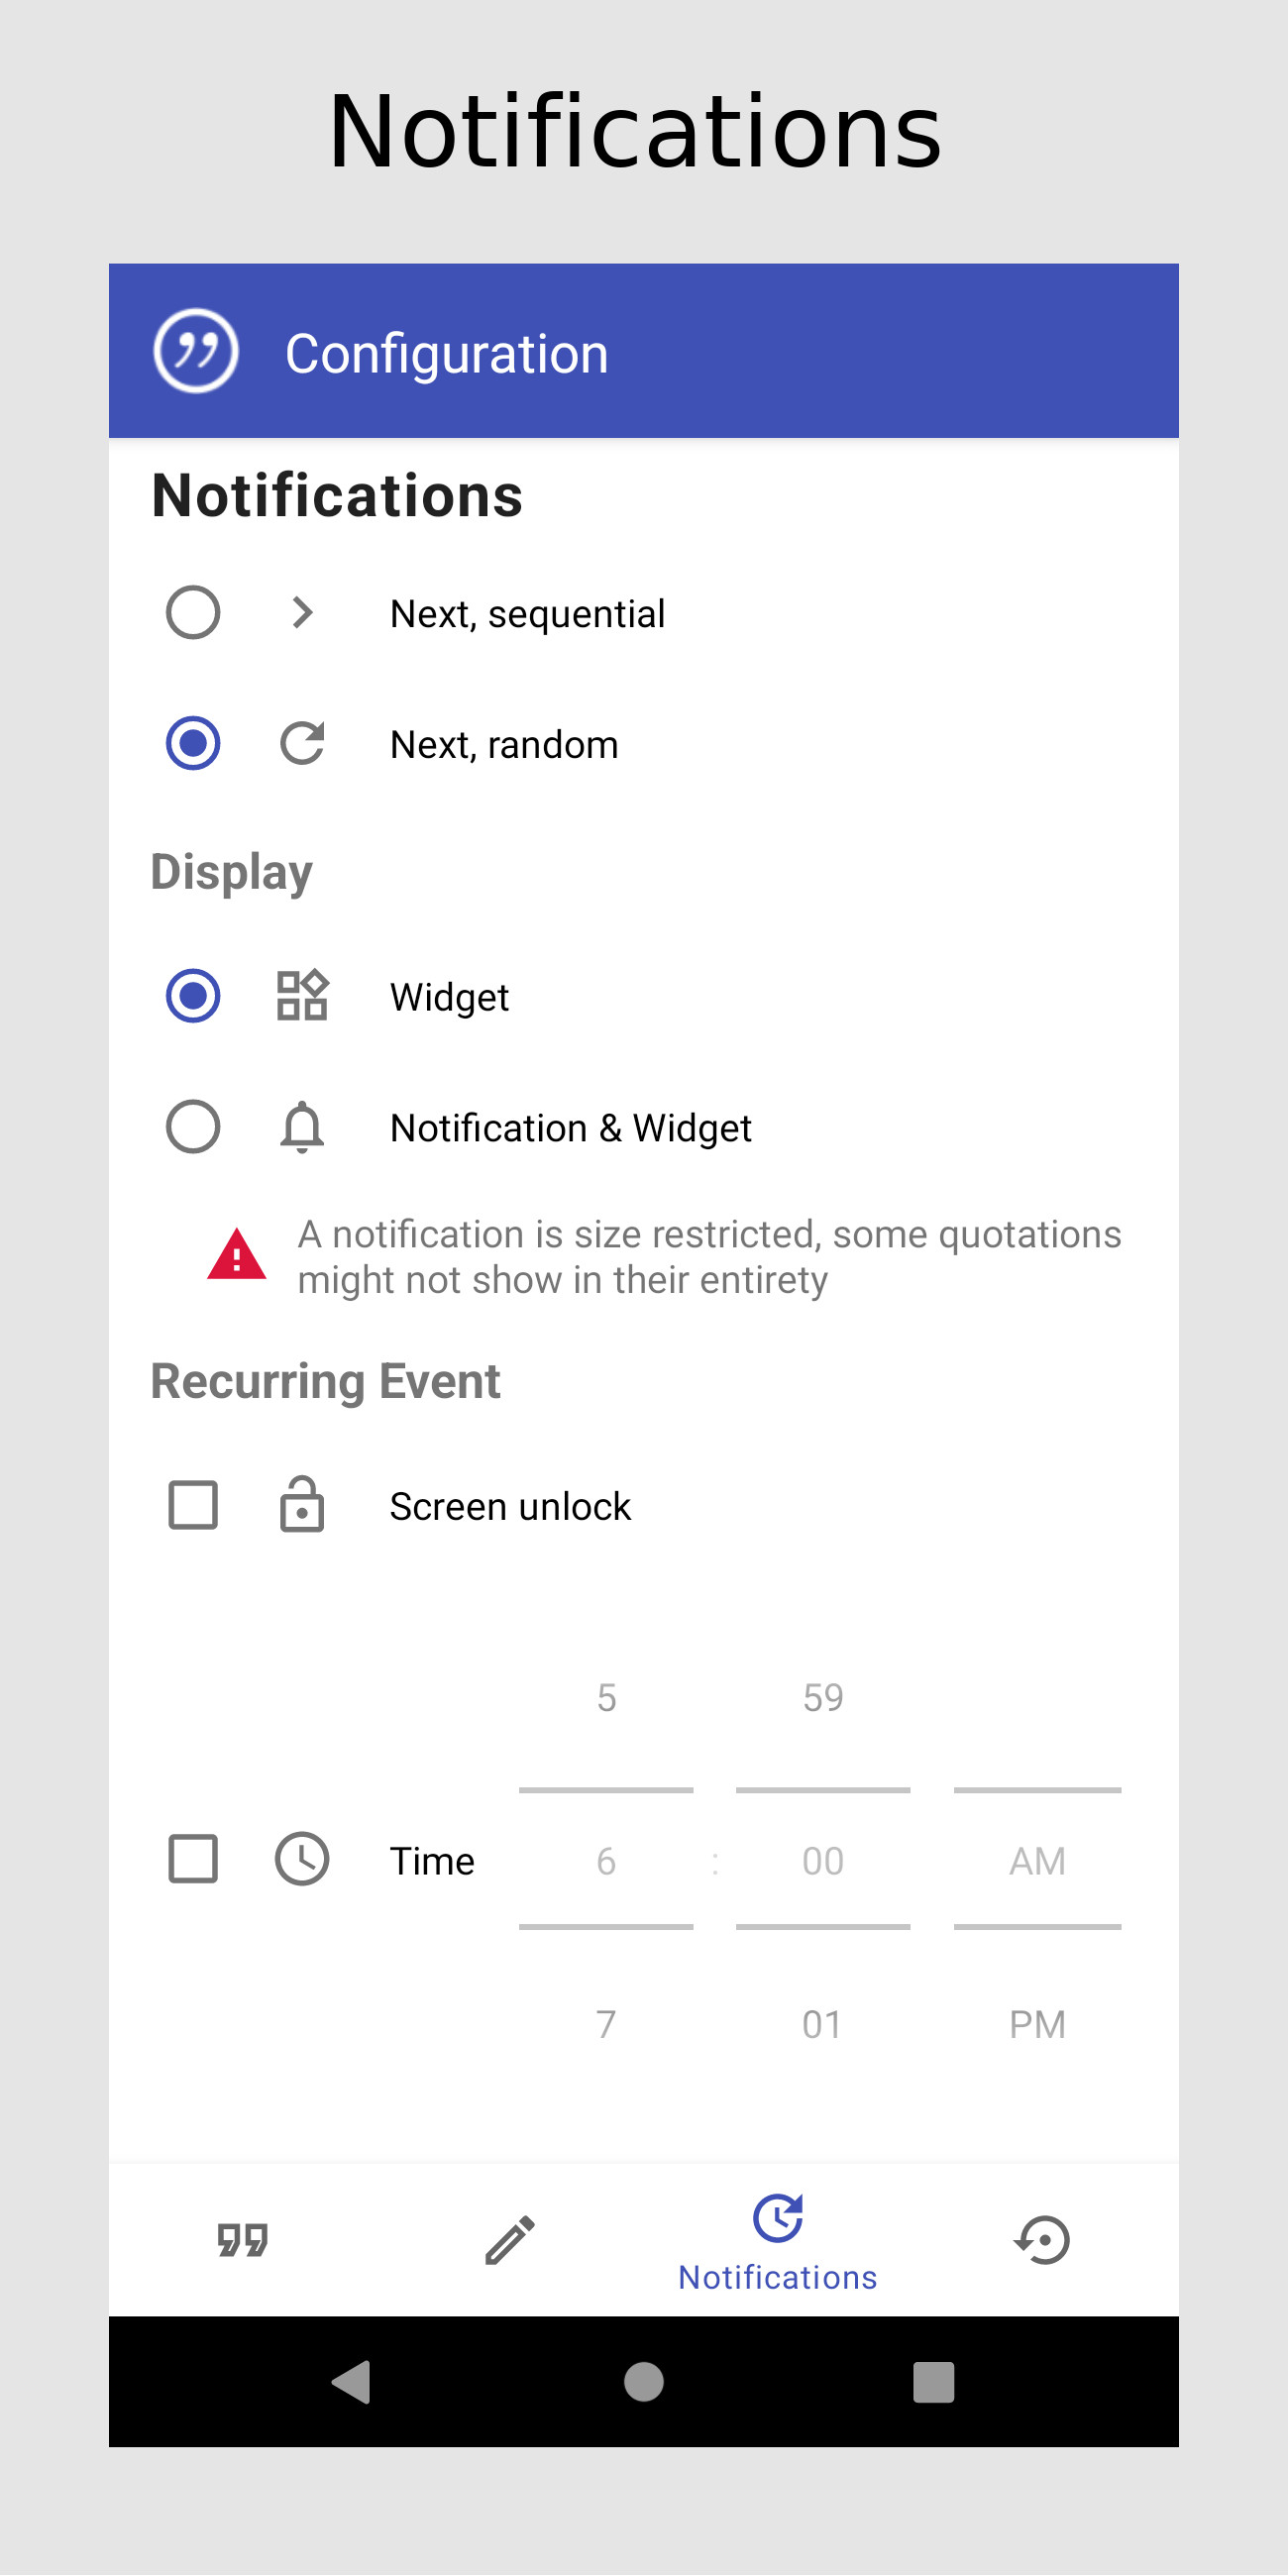 Notifications
Configuration
Notifications
Next, sequential
Next, random
Display
Widget
Notification & Widget
A notification is size restricted, some quotations
might not show in their entirety
Recurring Event
Screen unlock
5 59
Time 6 : 00 AM
7 01 PM
Notifications